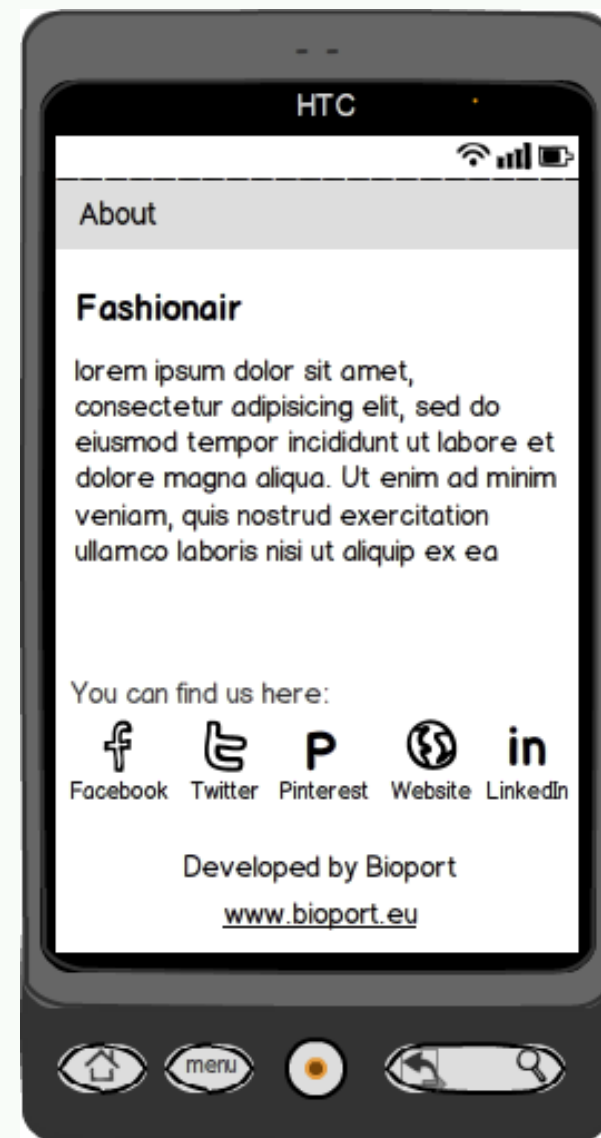 HTC
About
Fashionair
lorem ipsum dolor sit amet,
consectetur adipisicing elit, sed do
eiusmod tempor incididunt ut labore et
dolore magna aliqua. Ut enim ad minim
veniam, quis nostrud exercitation
ullamco laboris nisi ut aliquip ex ea
You can find us here:
f t P in
Facebook Twitter Pinterest Website LinkedIn
Developed by Bioport
www.bioport.eu
menu